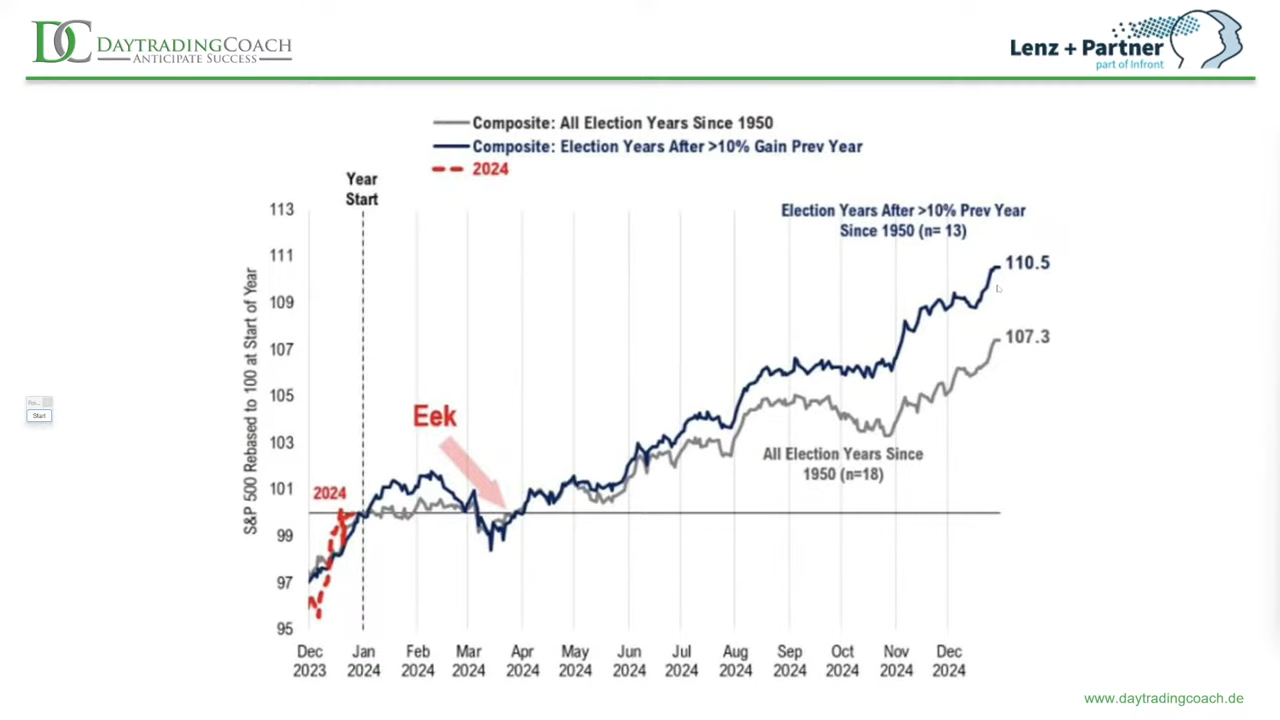 DC DAYTRADINGCOACH
ANTICIPATE SUCCESS
Lenz + Partner
part of Infront
Composite: All Election Years Since 1950
Composite: Election Years After >10% Gain Prev Year
2024
Year
Start
Election Years After >10% Prev Year
Since 1950 (n= 13)
113
111
109
107
105
103
101
99
97
95
S&P 500 Rebased to 100 at Start of Year
110.5
107.3
Eek
All Election Years Since
1950 (n=18)
2024
Start
Dec Jan Feb Mar Apr May Jun Jul Aug Sep Oct Nov Dec
2023 2024 2024 2024 2024 2024 2024 2024 2024 2024 2024 2024 2024
www.daytradingcoach.de